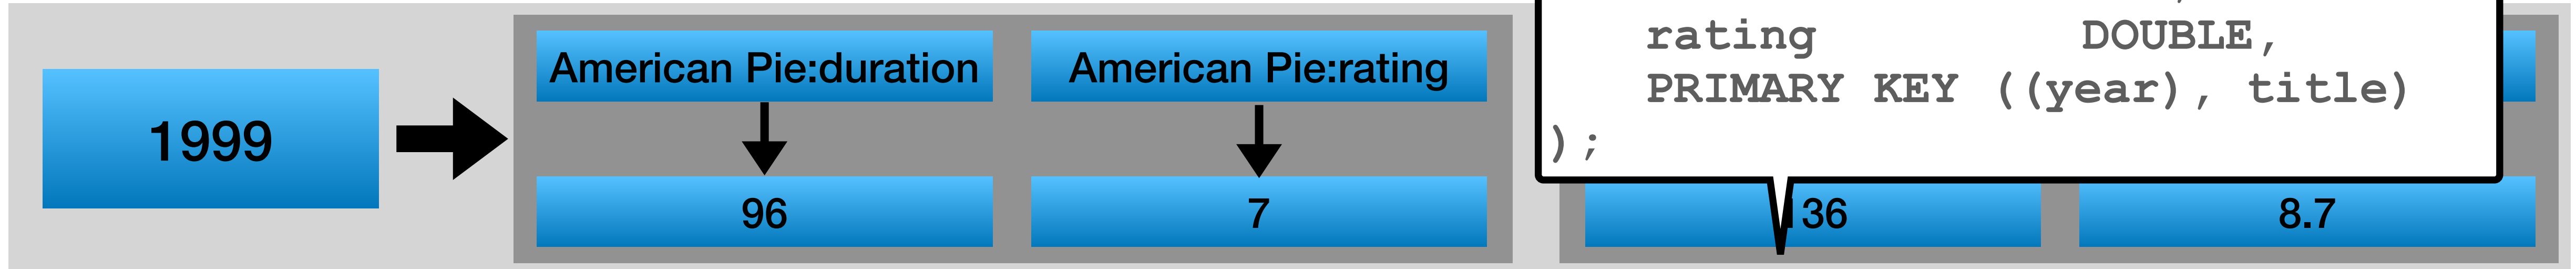 1999
American Pie:duration
American Pie:rating
96
7
rating DOUBLE,
PRIMARY KEY ((year), title)
);
36
8.7